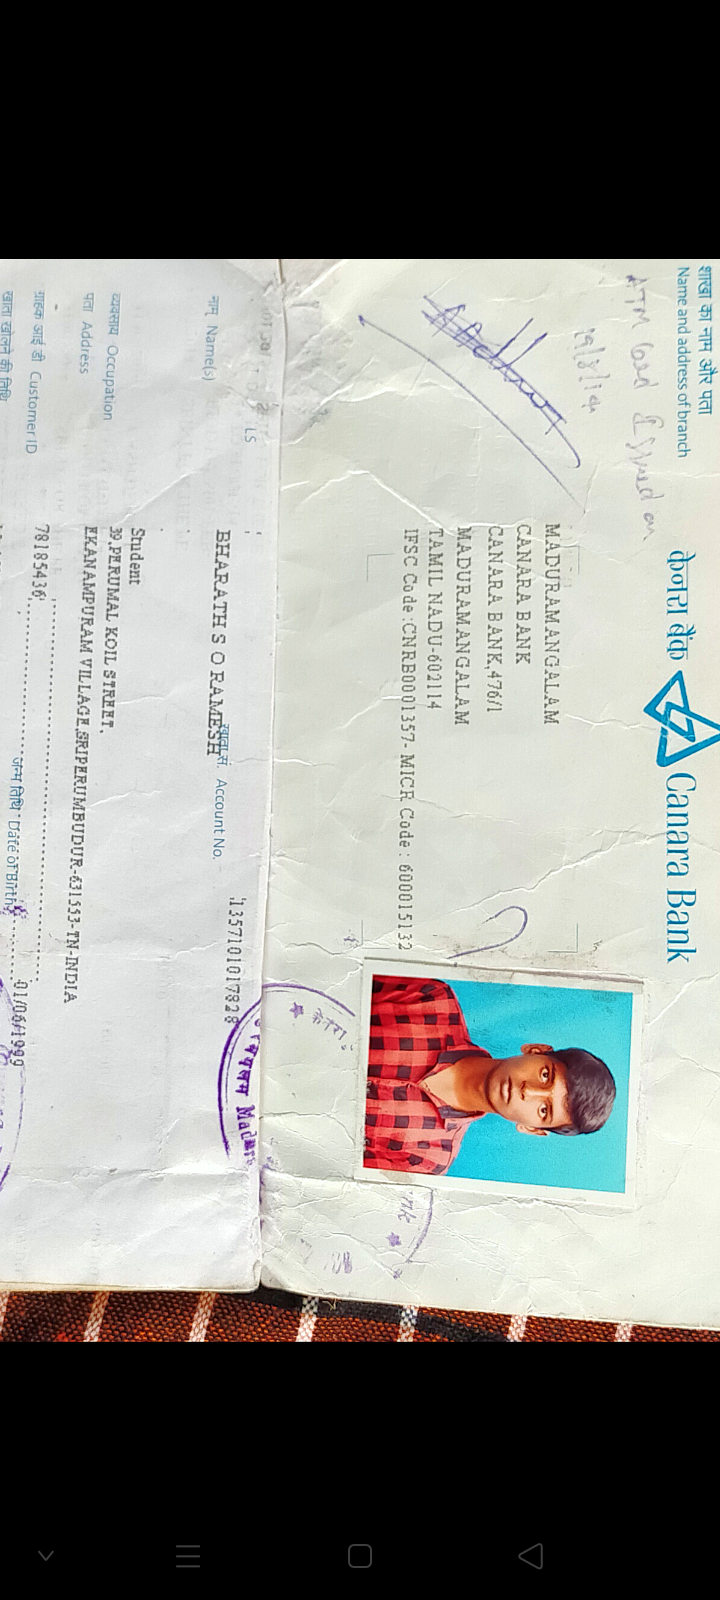 शाखा का नाम और पता
Name and address of branch
केनरा बैंक Canara Bank
ATM Card Issued on
19/8/14
MADURAMANGALAM
CANARA BANK
CANARA BANK,476/1
MADURAMANGALAM
TAMIL NADU-602114
IFSC Code :CNRB0001357- MICR Code : 600015132
LS
खाता सं. Account No. :1357101017828
नाम Name(s) BHARATH S O RAMESH
व्यवसाय Occupation Student
पता Address 39,PERUMAL KOIL STREET,
EKANAMPURAM VILLAGE,SRIPERUMBUDUR-631553-TN-INDIA
ग्राहक आई डी Customer ID 78185436
जन्म तिथि Date of Birth 01/06/1999
खाता खोलने की तिथि